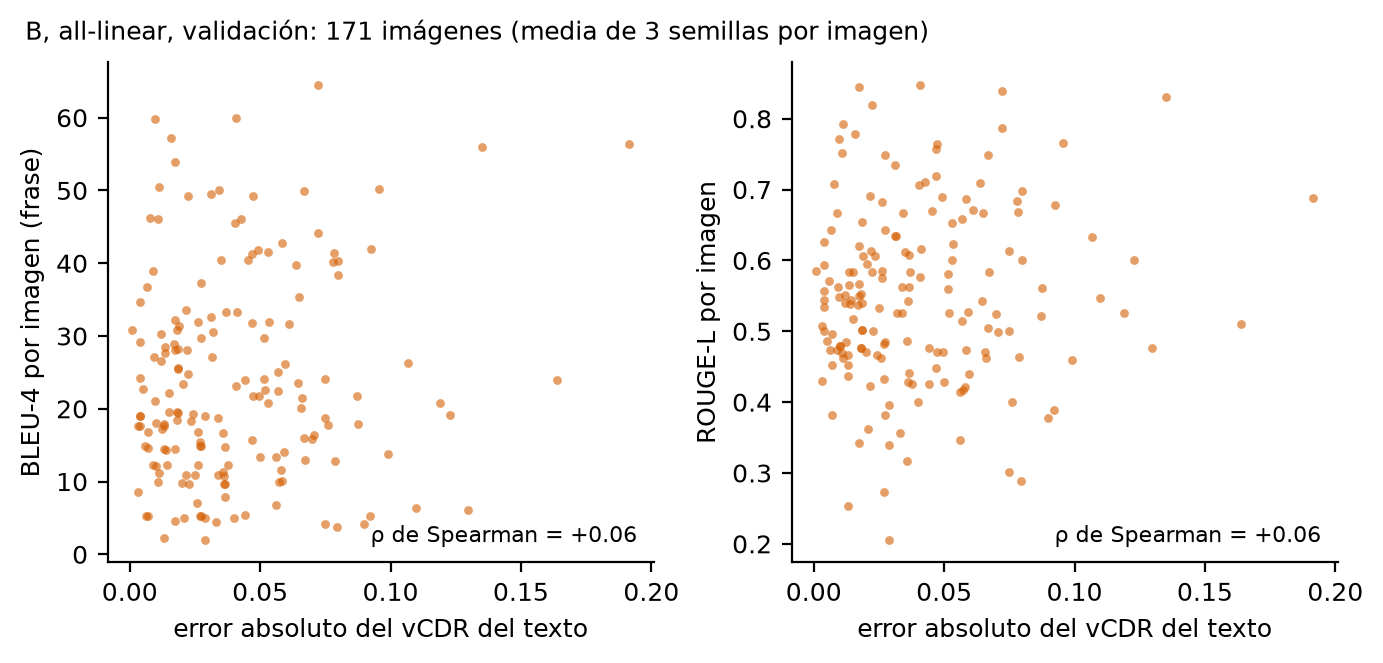 B, all-linear, validación: 171 imágenes (media de 3 semillas por imagen)
BLEU-4 por imagen (frase)
60
50
40
30
20
10
0
ρ de Spearman = +0.06
0.00 0.05 0.10 0.15 0.20
error absoluto del vCDR del texto
ROUGE-L por imagen
0.8
0.7
0.6
0.5
0.4
0.3
0.2
ρ de Spearman = +0.06
0.00 0.05 0.10 0.15 0.20
error absoluto del vCDR del texto